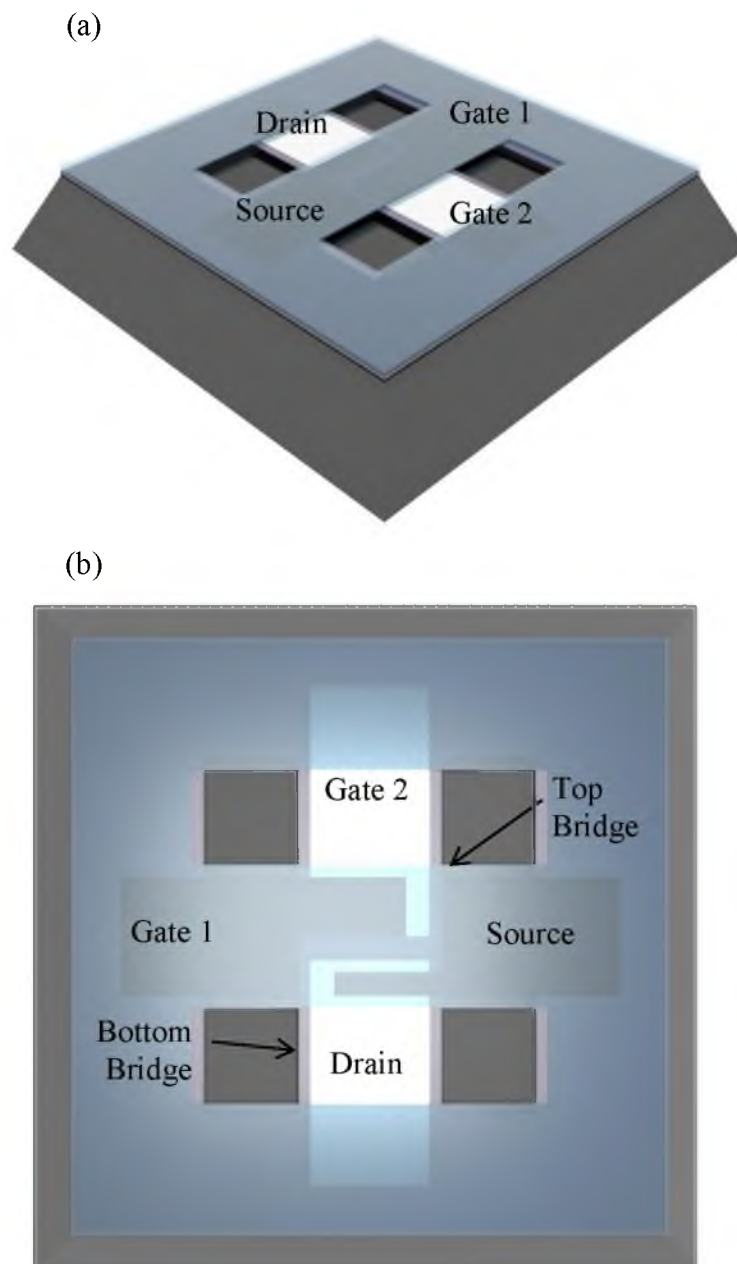 (a)
Drain
Gate 1
Source
Gate 2
(b)
Gate 2
Top
Bridge
Gate 1
Source
Bottom
Bridge
Drain